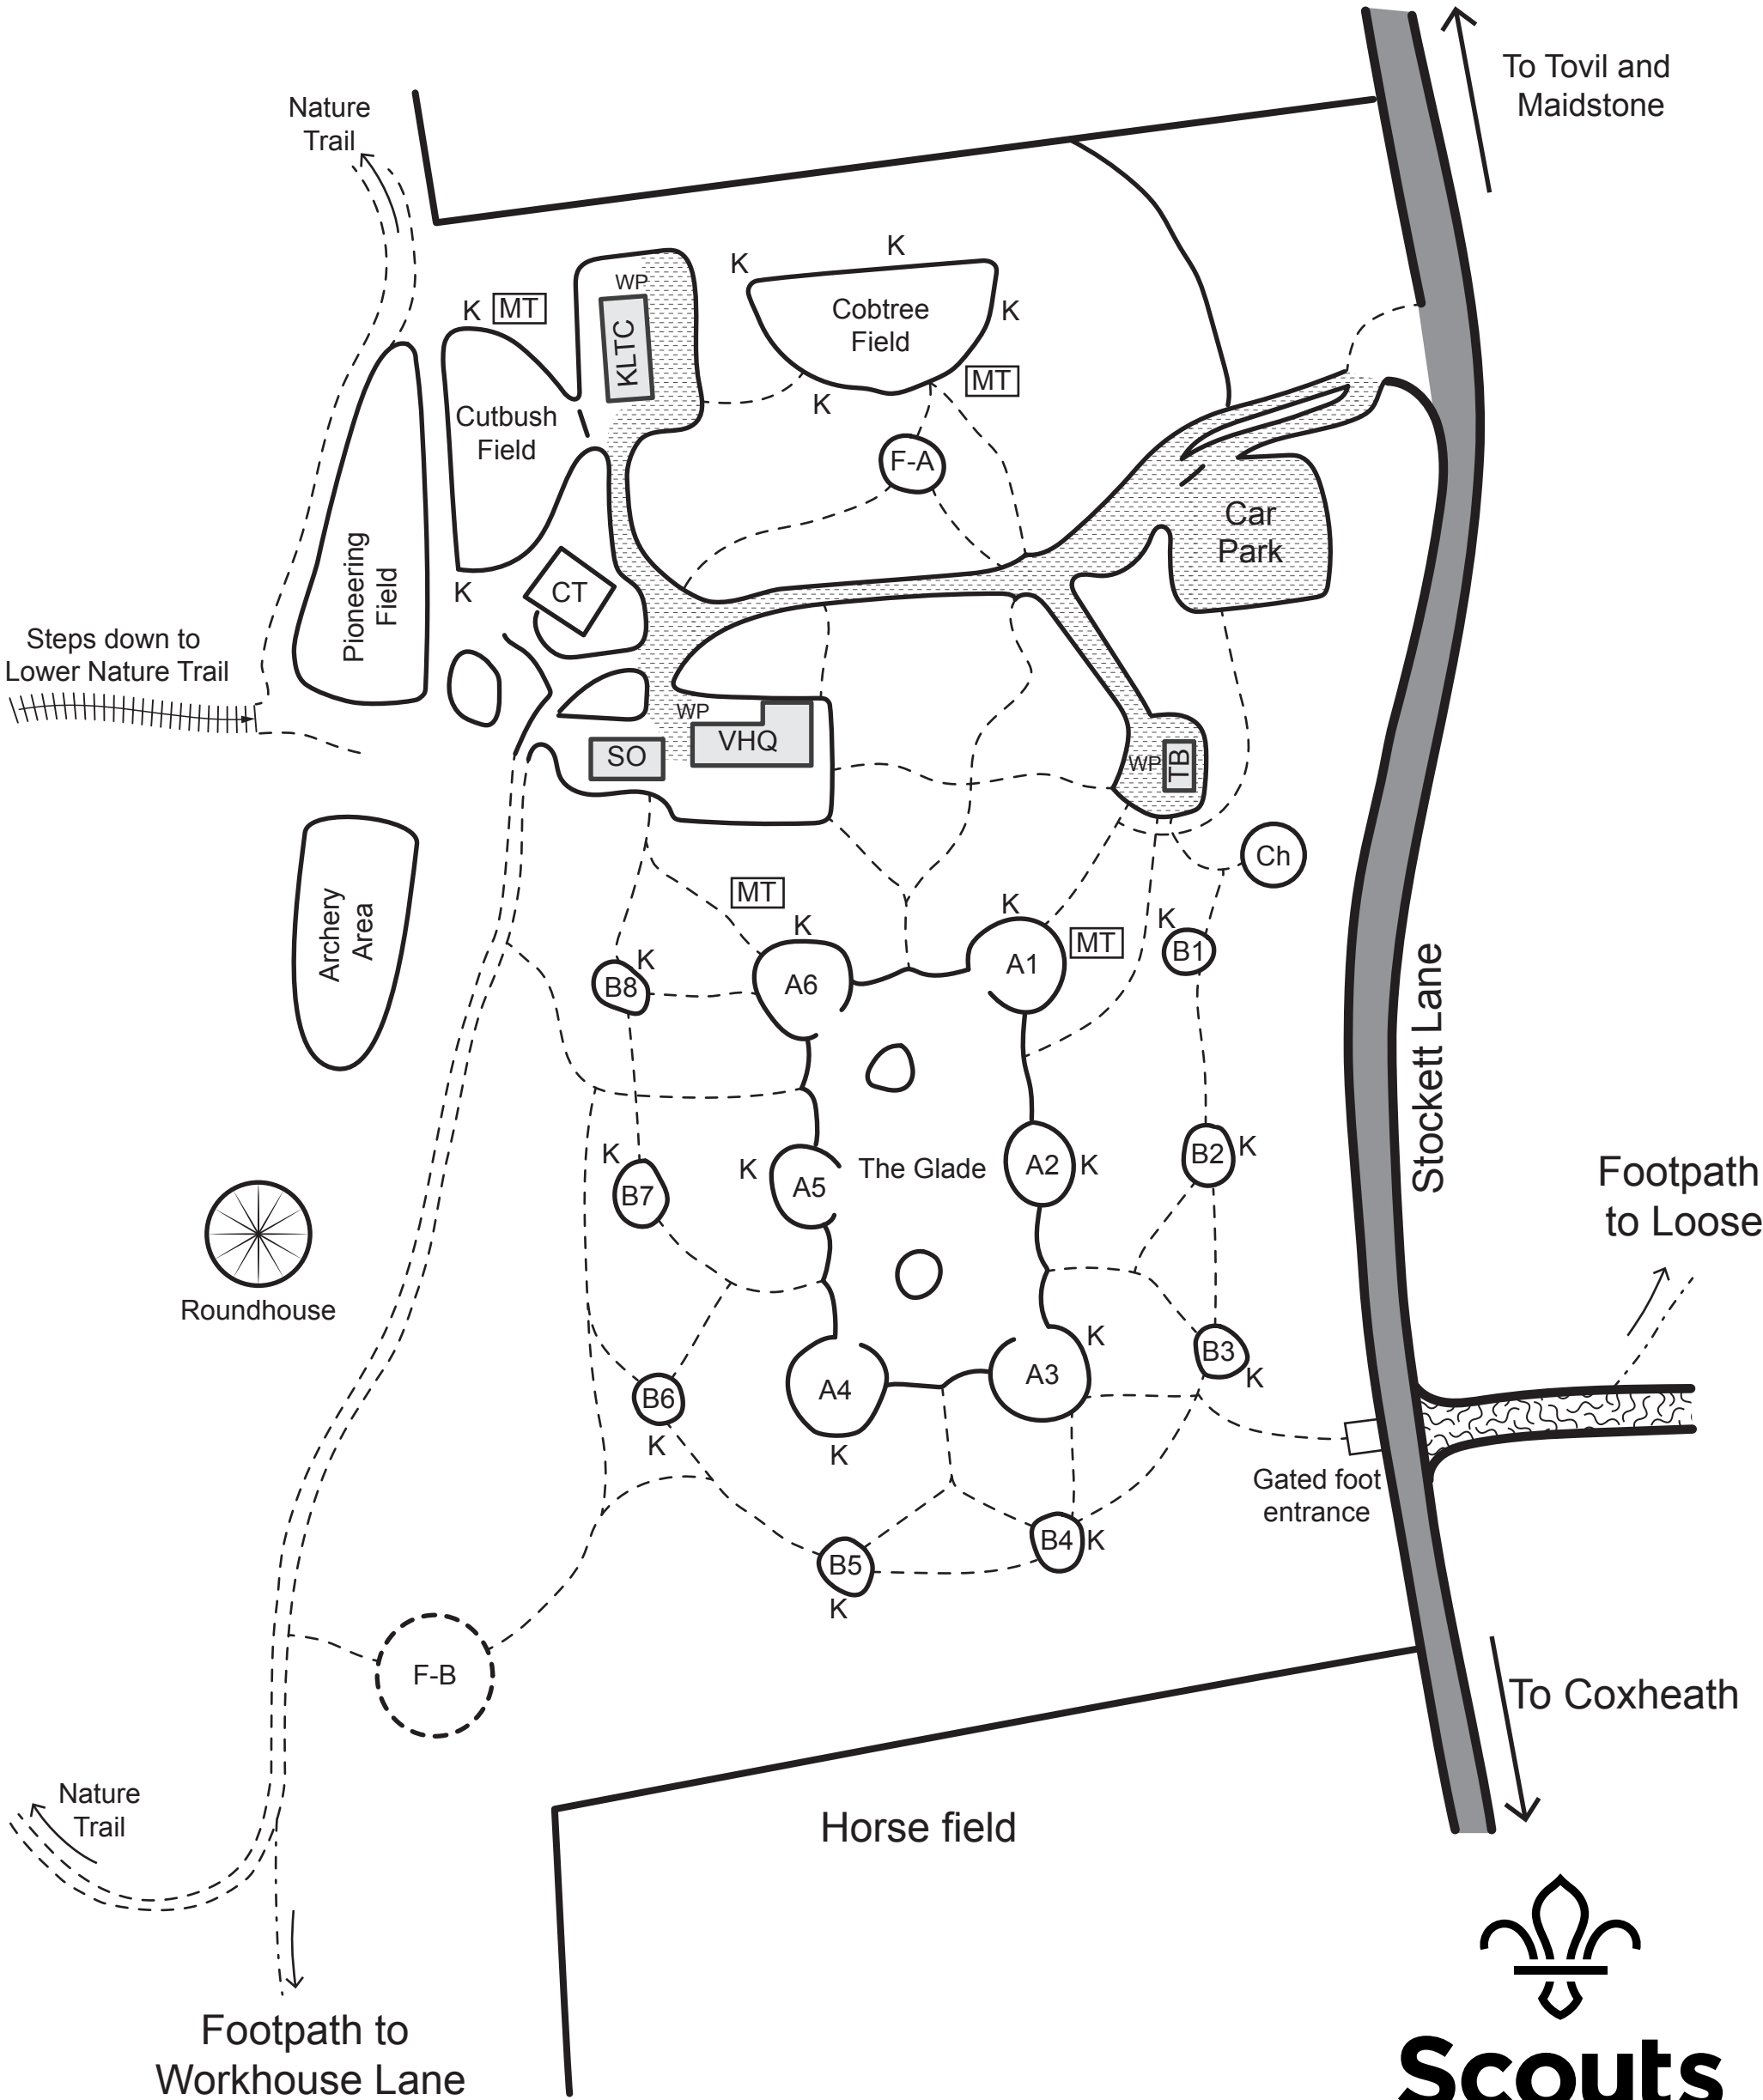 To Tovil and
Maidstone
Nature
Trail
K
K
WP
K
MT
Cobtree
Field
K
KLTC
MT
K
Cutbush
Field
F-A
Car
Park
Pioneering
Field
K
CT
Steps down to
Lower Nature Trail
WP
VHQ
SO
WP
TB
Ch
MT
K
K
K
Archery
Area
MT
B1
A1
K
B8
A6
Stockett Lane
K
B7
K
A5
The Glade
A2
K
B2
K
Footpath
to Loose
Roundhouse
K
B3
K
A3
A4
B6
K
K
Gated foot
entrance
B4
K
B5
K
F-B
To Coxheath
Nature
Trail
Horse field
Footpath to
Workhouse Lane
Scouts